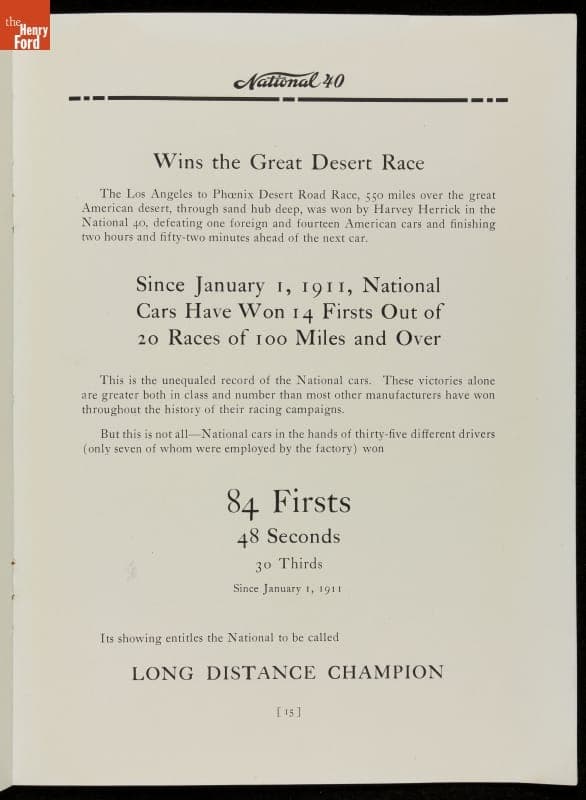 the
Henry
Ford
National 40
Wins the Great Desert Race
The Los Angeles to Phœnix Desert Road Race, 550 miles over the great
American desert, through sand hub deep, was won by Harvey Herrick in the
National 40, defeating one foreign and fourteen American cars and finishing
two hours and fifty-two minutes ahead of the next car.
Since January 1, 1911, National
Cars Have Won 14 Firsts Out of
20 Races of 100 Miles and Over
This is the unequaled record of the National cars. These victories alone
are greater both in class and number than most other manufacturers have won
throughout the history of their racing campaigns.
But this is not all—National cars in the hands of thirty-five different drivers
(only seven of whom were employed by the factory) won
84 Firsts
48 Seconds
30 Thirds
Since January 1, 1911
Its showing entitles the National to be called
LONG DISTANCE CHAMPION
[ 15 ]